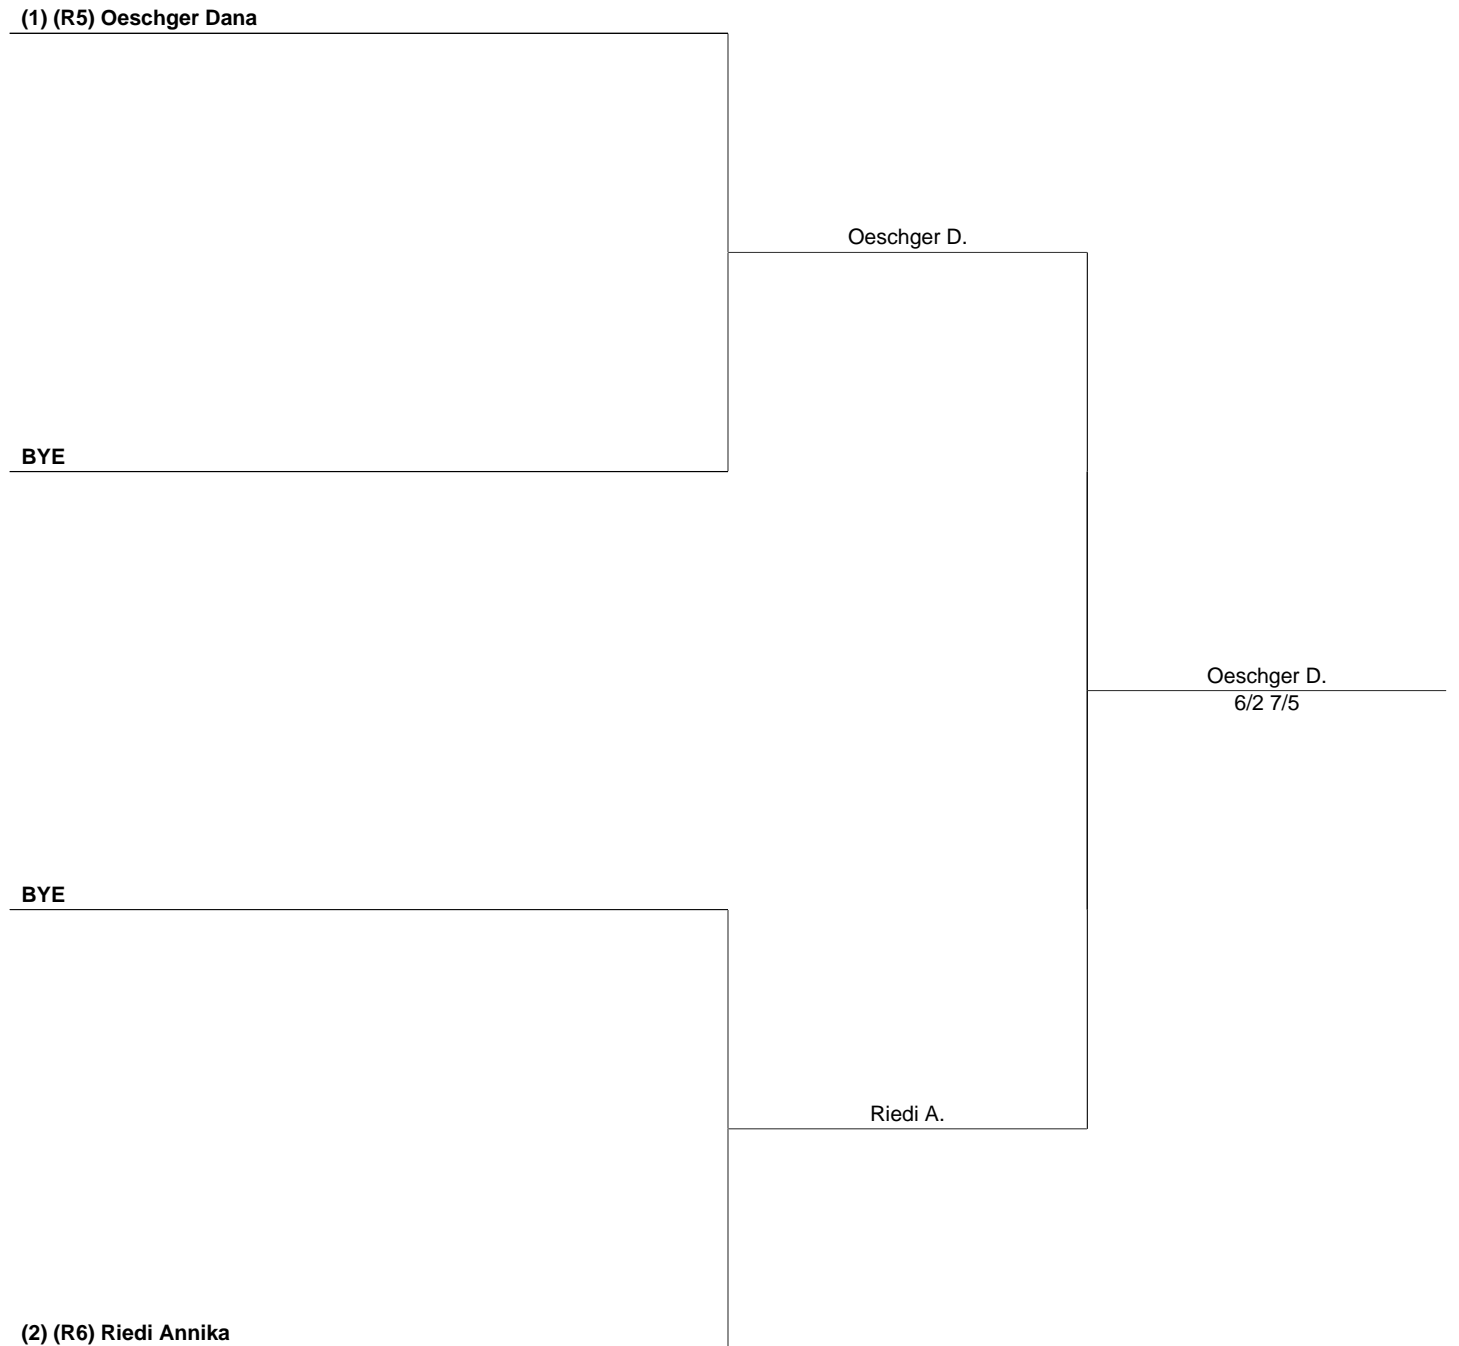 (1) (R5) Oeschger Dana
Oeschger D.
BYE
Oeschger D.
6/2 7/5
BYE
Riedi A.
(2) (R6) Riedi Annika